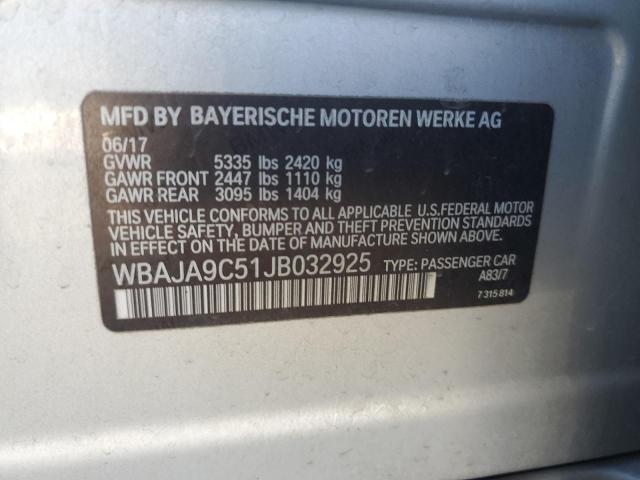 MFD BY BAYERISCHE MOTOREN WERKE AG
06/17
GVWR 5335 lbs 2420 kg
GAWR FRONT 2447 lbs 1110 kg
GAWR REAR 3095 lbs 1404 kg
THIS VEHICLE CONFORMS TO ALL APPLICABLE U.S.FEDERAL MOTOR
VEHICLE SAFETY, BUMPER AND THEFT PREVENTION STANDARDS
IN EFFECT ON THE DATE OF MANUFACTURE SHOWN ABOVE.
WBAJA9C51JB032925 TYPE: PASSENGER CAR
A83/7
7 315 814